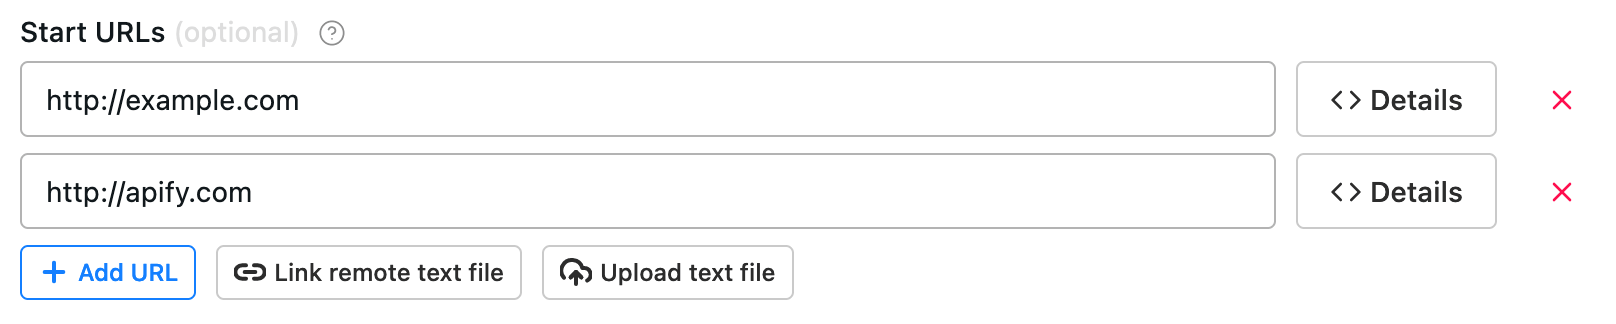 Start URLs (optional) ?
http://example.com <> Details
http://apify.com <> Details
+ Add URL Link remote text file Upload text file